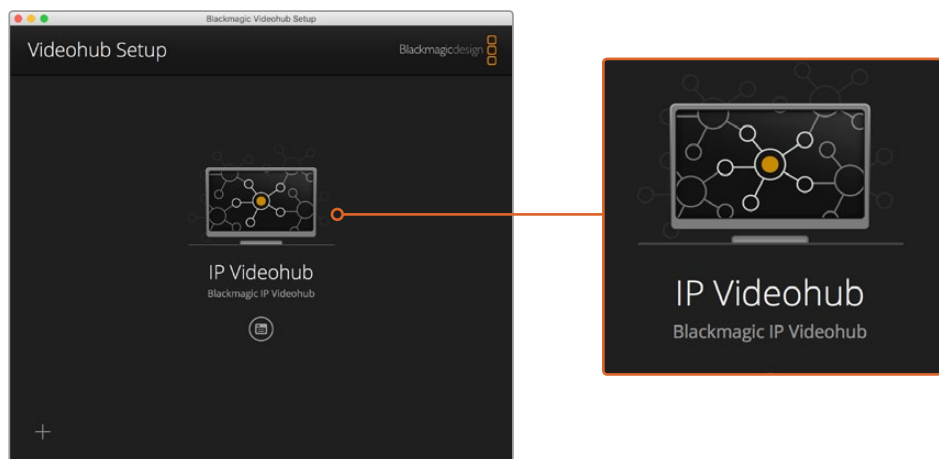 Blackmagic Videohub Setup
Videohub Setup
Blackmagicdesign
IP Videohub
Blackmagic IP Videohub
IP Videohub
Blackmagic IP Videohub